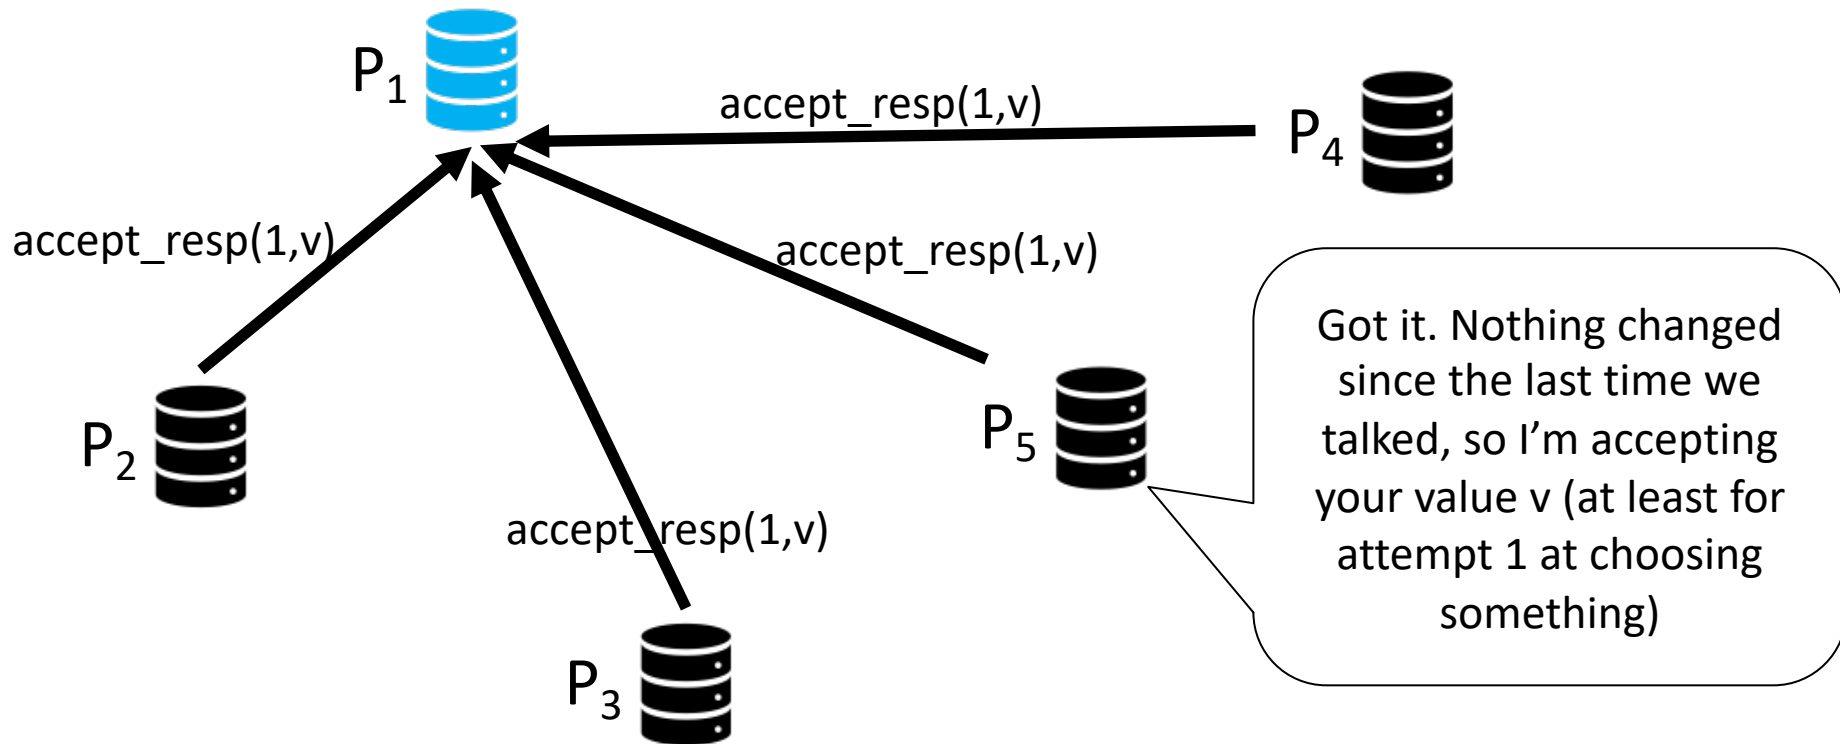 P1
accept_resp(1,v)
P4
accept_resp(1,v)
accept_resp(1,v)
P2
P5
accept_resp(1,v)
P3
Got it. Nothing changed
since the last time we
talked, so I’m accepting
your value v (at least for
attempt 1 at choosing
something)